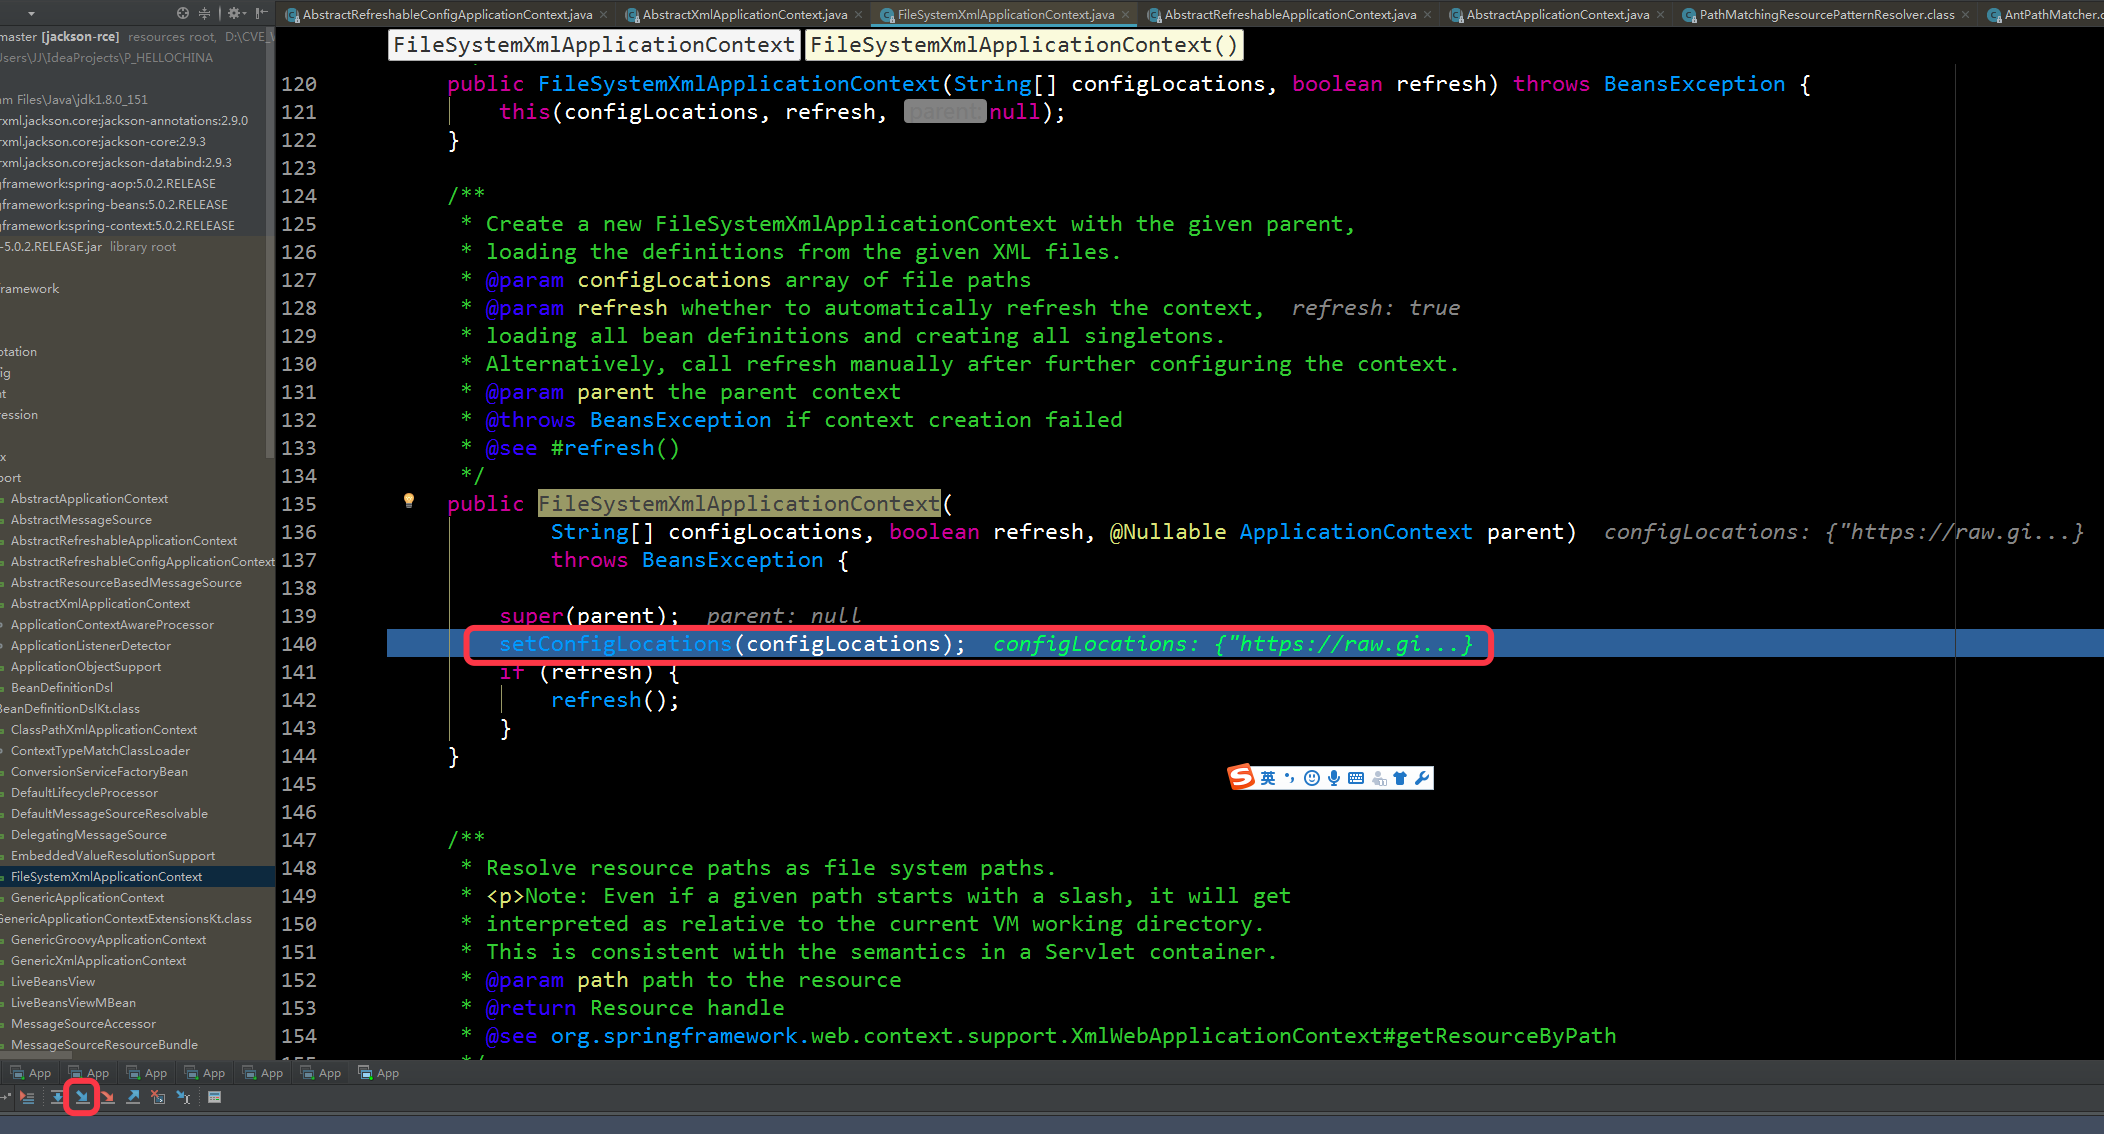 AbstractRefreshableConfigApplicationContext.java
AbstractXmlApplicationContext.java
FileSystemXmlApplicationContext.java
AbstractRefreshableApplicationContext.java
AbstractApplicationContext.java
PathMatchingResourcePatternResolver.class
AntPathMatcher.c
master [jackson-rce] resources root, D:\CVE_W
Jsers\JJ\IdeaProjects\P_HELLOCHINA
am Files\Java\jdk1.8.0_151
rxml.jackson.core:jackson-annotations:2.9.0
rxml.jackson.core:jackson-core:2.9.3
rxml.jackson.core:jackson-databind:2.9.3
gframework:spring-aop:5.0.2.RELEASE
gframework:spring-beans:5.0.2.RELEASE
gframework:spring-context:5.0.2.RELEASE
-5.0.2.RELEASE.jar library root
ramework
otation
ig
nt
ression
x
port
AbstractApplicationContext
AbstractMessageSource
AbstractRefreshableApplicationContext
AbstractRefreshableConfigApplicationContext
AbstractResourceBasedMessageSource
AbstractXmlApplicationContext
ApplicationContextAwareProcessor
ApplicationListenerDetector
ApplicationObjectSupport
BeanDefinitionDsl
BeanDefinitionDslKt.class
ClassPathXmlApplicationContext
ContextTypeMatchClassLoader
ConversionServiceFactoryBean
DefaultLifecycleProcessor
DefaultMessageSourceResolvable
DelegatingMessageSource
EmbeddedValueResolutionSupport
FileSystemXmlApplicationContext
GenericApplicationContext
GenericApplicationContextExtensionsKt.class
GenericGroovyApplicationContext
GenericXmlApplicationContext
LiveBeansView
LiveBeansViewMBean
MessageSourceAccessor
MessageSourceResourceBundle
FileSystemXmlApplicationContext FileSystemXmlApplicationContext()
120 public FileSystemXmlApplicationContext(String[] configLocations, boolean refresh) throws BeansException {
121 this(configLocations, refresh, parent: null);
122 }
123
124 /**
125 * Create a new FileSystemXmlApplicationContext with the given parent,
126 * loading the definitions from the given XML files.
127 * @param configLocations array of file paths
128 * @param refresh whether to automatically refresh the context, refresh: true
129 * loading all bean definitions and creating all singletons.
130 * Alternatively, call refresh manually after further configuring the context.
131 * @param parent the parent context
132 * @throws BeansException if context creation failed
133 * @see #refresh()
134 */
135 public FileSystemXmlApplicationContext(
136 String[] configLocations, boolean refresh, @Nullable ApplicationContext parent) configLocations: {"https://raw.gi...}
137 throws BeansException {
138
139 super(parent); parent: null
140 setConfigLocations(configLocations); configLocations: {"https://raw.gi...}
141 if (refresh) {
142 refresh();
143 }
144 }
145
146
147 /**
148 * Resolve resource paths as file system paths.
149 * <p>Note: Even if a given path starts with a slash, it will get
150 * interpreted as relative to the current VM working directory.
151 * This is consistent with the semantics in a Servlet container.
152 * @param path path to the resource
153 * @return Resource handle
154 * @see org.springframework.web.context.support.XmlWebApplicationContext#getResourceByPath
155 */
英
App App App App App App App